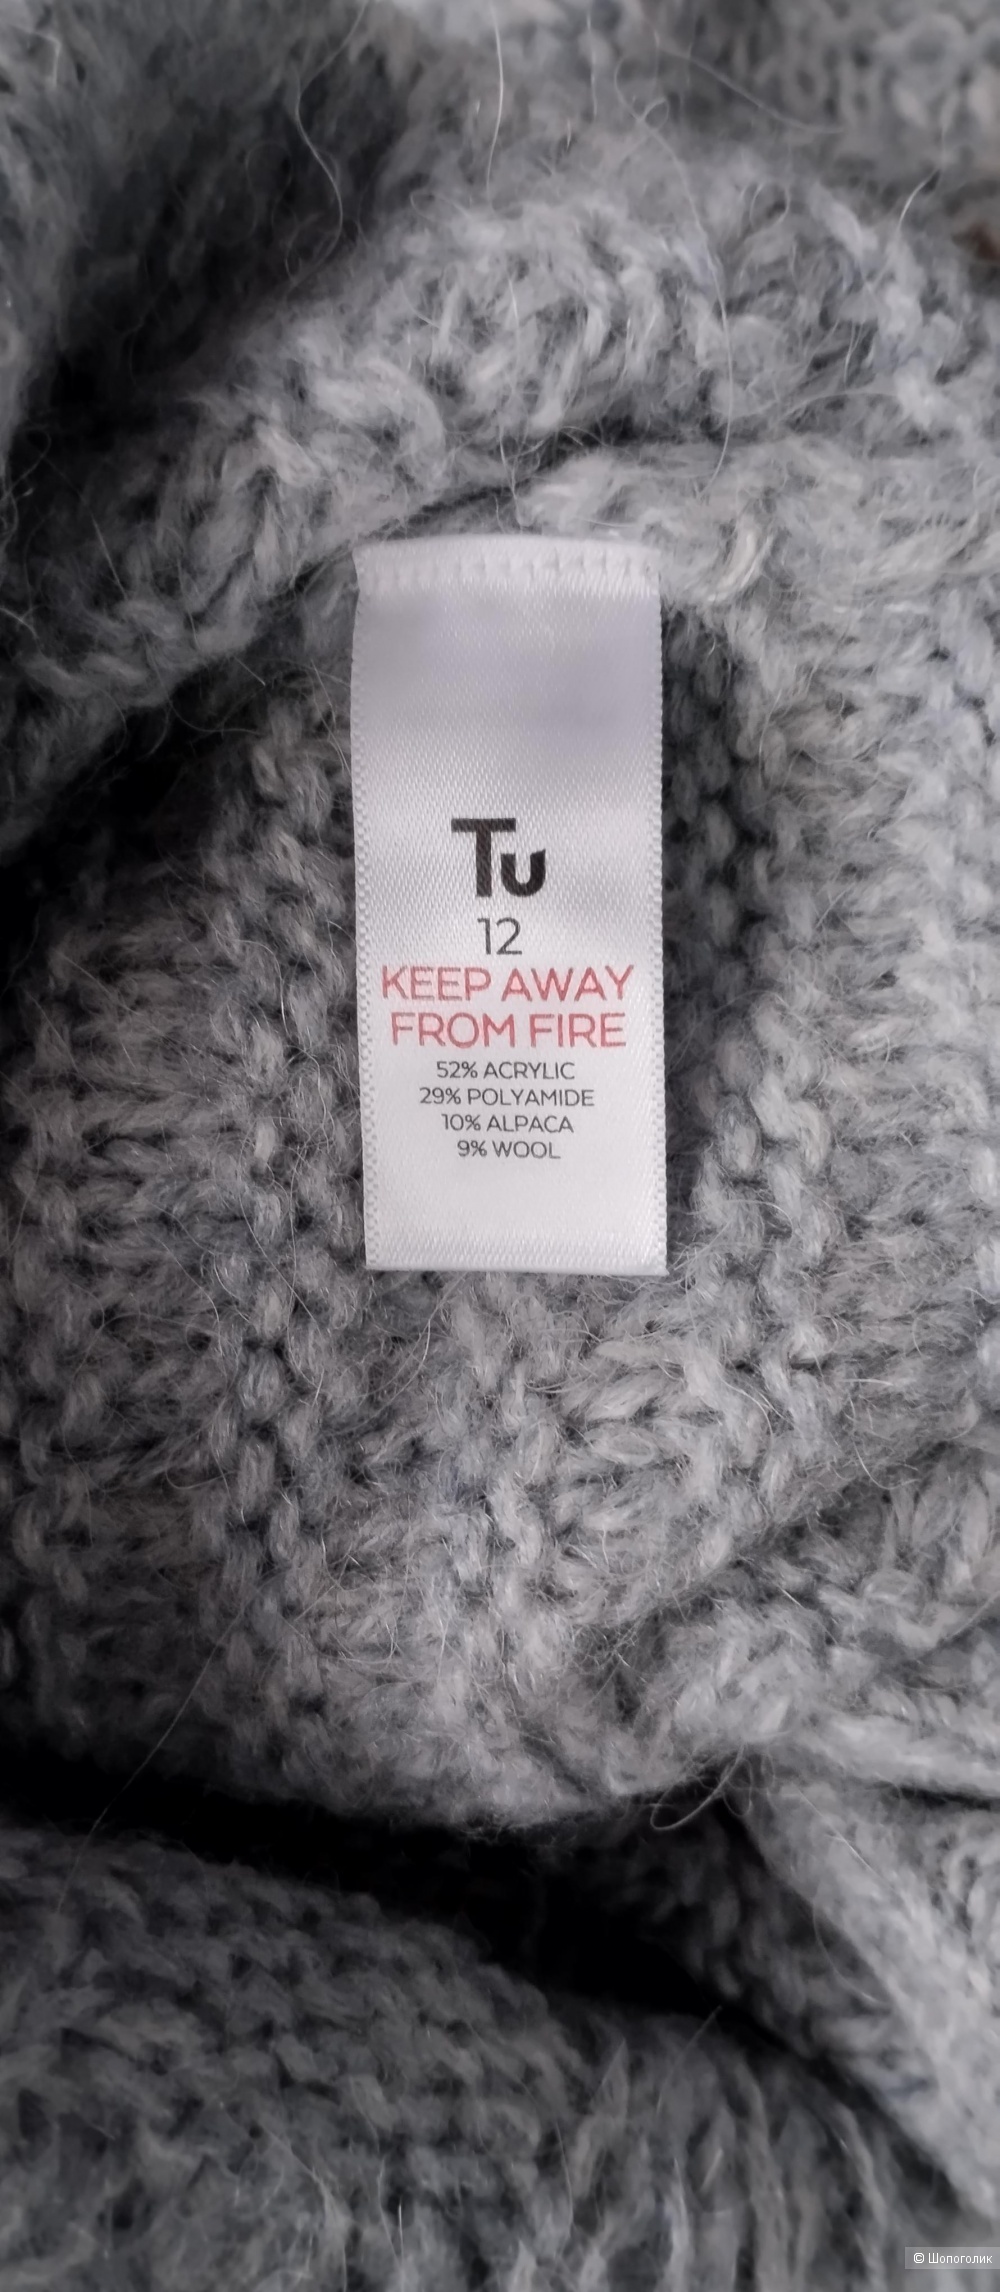 Tu
12
KEEP AWAY
FROM FIRE
52% ACRYLIC
29% POLYAMIDE
10% ALPACA
9% WOOL
© Шопоголик